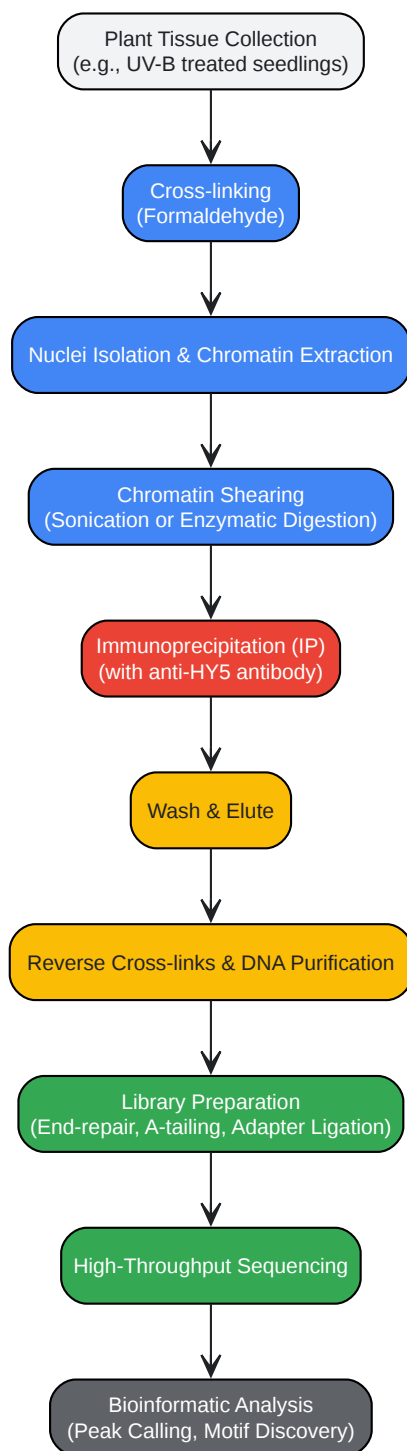 Plant Tissue Collection
(e.g., UV-B treated seedlings)
Cross-linking
(Formaldehyde)
Nuclei Isolation & Chromatin Extraction
Chromatin Shearing
(Sonication or Enzymatic Digestion)
Immunoprecipitation (IP)
(with anti-HY5 antibody)
Wash & Elute
Reverse Cross-links & DNA Purification
Library Preparation
(End-repair, A-tailing, Adapter Ligation)
High-Throughput Sequencing
Bioinformatic Analysis
(Peak Calling, Motif Discovery)